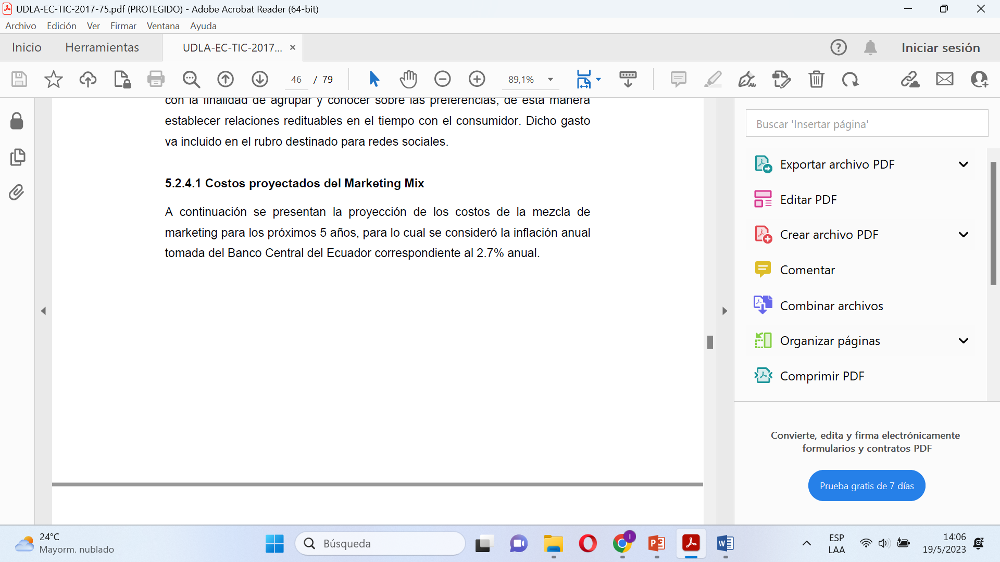 UDLA-EC-TIC-2017-75.pdf (PROTEGIDO) - Adobe Acrobat Reader (64-bit)
Archivo Edición Ver Firmar Ventana Ayuda
Inicio Herramientas UDLA-EC-TIC-2017... × Iniciar sesión
46 / 79 89,1%
con la finalidad de agrupar y conocer sobre las preferencias, de esta manera
establecer relaciones redituables en el tiempo con el consumidor. Dicho gasto
va incluido en el rubro destinado para redes sociales.
5.2.4.1 Costos proyectados del Marketing Mix
A continuación se presentan la proyección de los costos de la mezcla de
marketing para los próximos 5 años, para lo cual se consideró la inflación anual
tomada del Banco Central del Ecuador correspondiente al 2.7% anual.
Buscar 'Insertar página'
Exportar archivo PDF
Editar PDF
Crear archivo PDF
Comentar
Combinar archivos
Organizar páginas
Comprimir PDF
Convierte, edita y firma electrónicamente
formularios y contratos PDF
Prueba gratis de 7 días
24°C
Mayorm. nublado
Búsqueda
ESP
LAA
14:06
19/5/2023